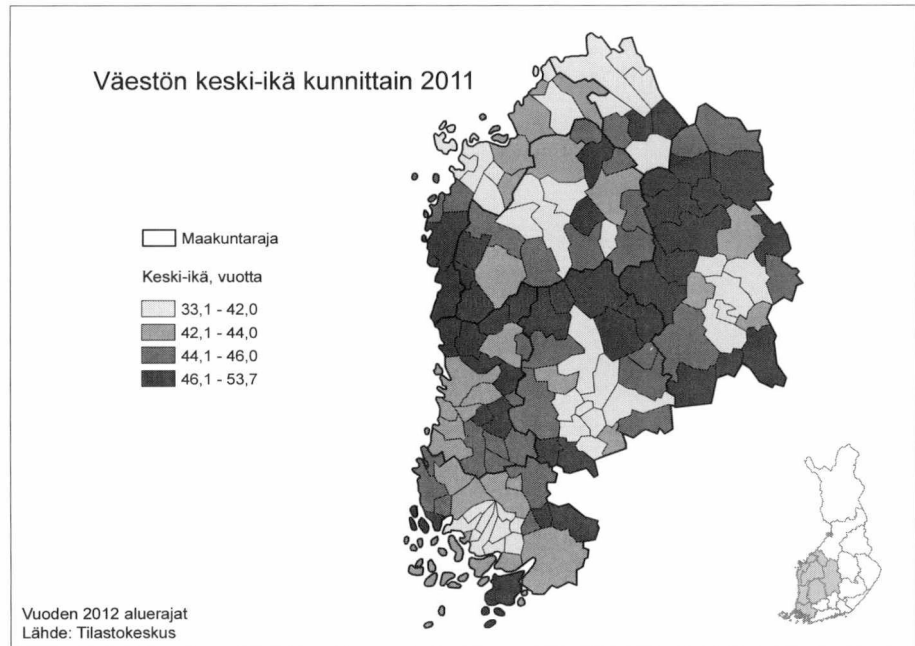 Väestön keski-ikä kunnittain 2011
Maakuntaraja
Keski-ikä, vuotta
33,1 - 42,0
42,1 - 44,0
44,1 - 46,0
46,1 - 53,7
Vuoden 2012 aluerajat
Lähde: Tilastokeskus